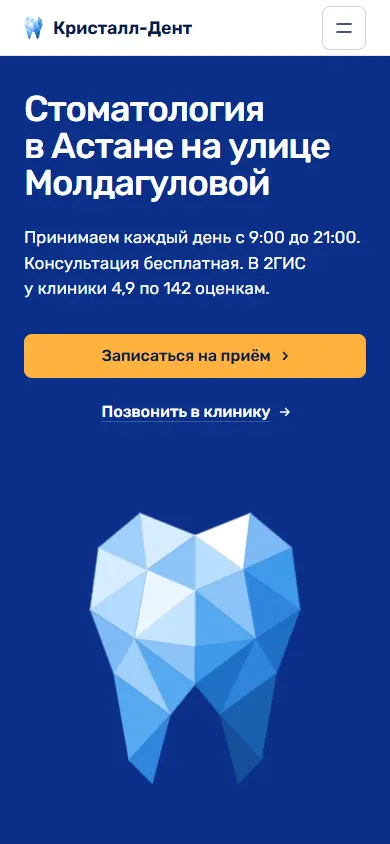 Кристалл-Дент
Стоматология
в Астане на улице
Молдагуловой
Принимаем каждый день с 9:00 до 21:00.
Консультация бесплатная. В 2ГИС
у клиники 4,9 по 142 оценкам.
Записаться на приём
Позвонить в клинику